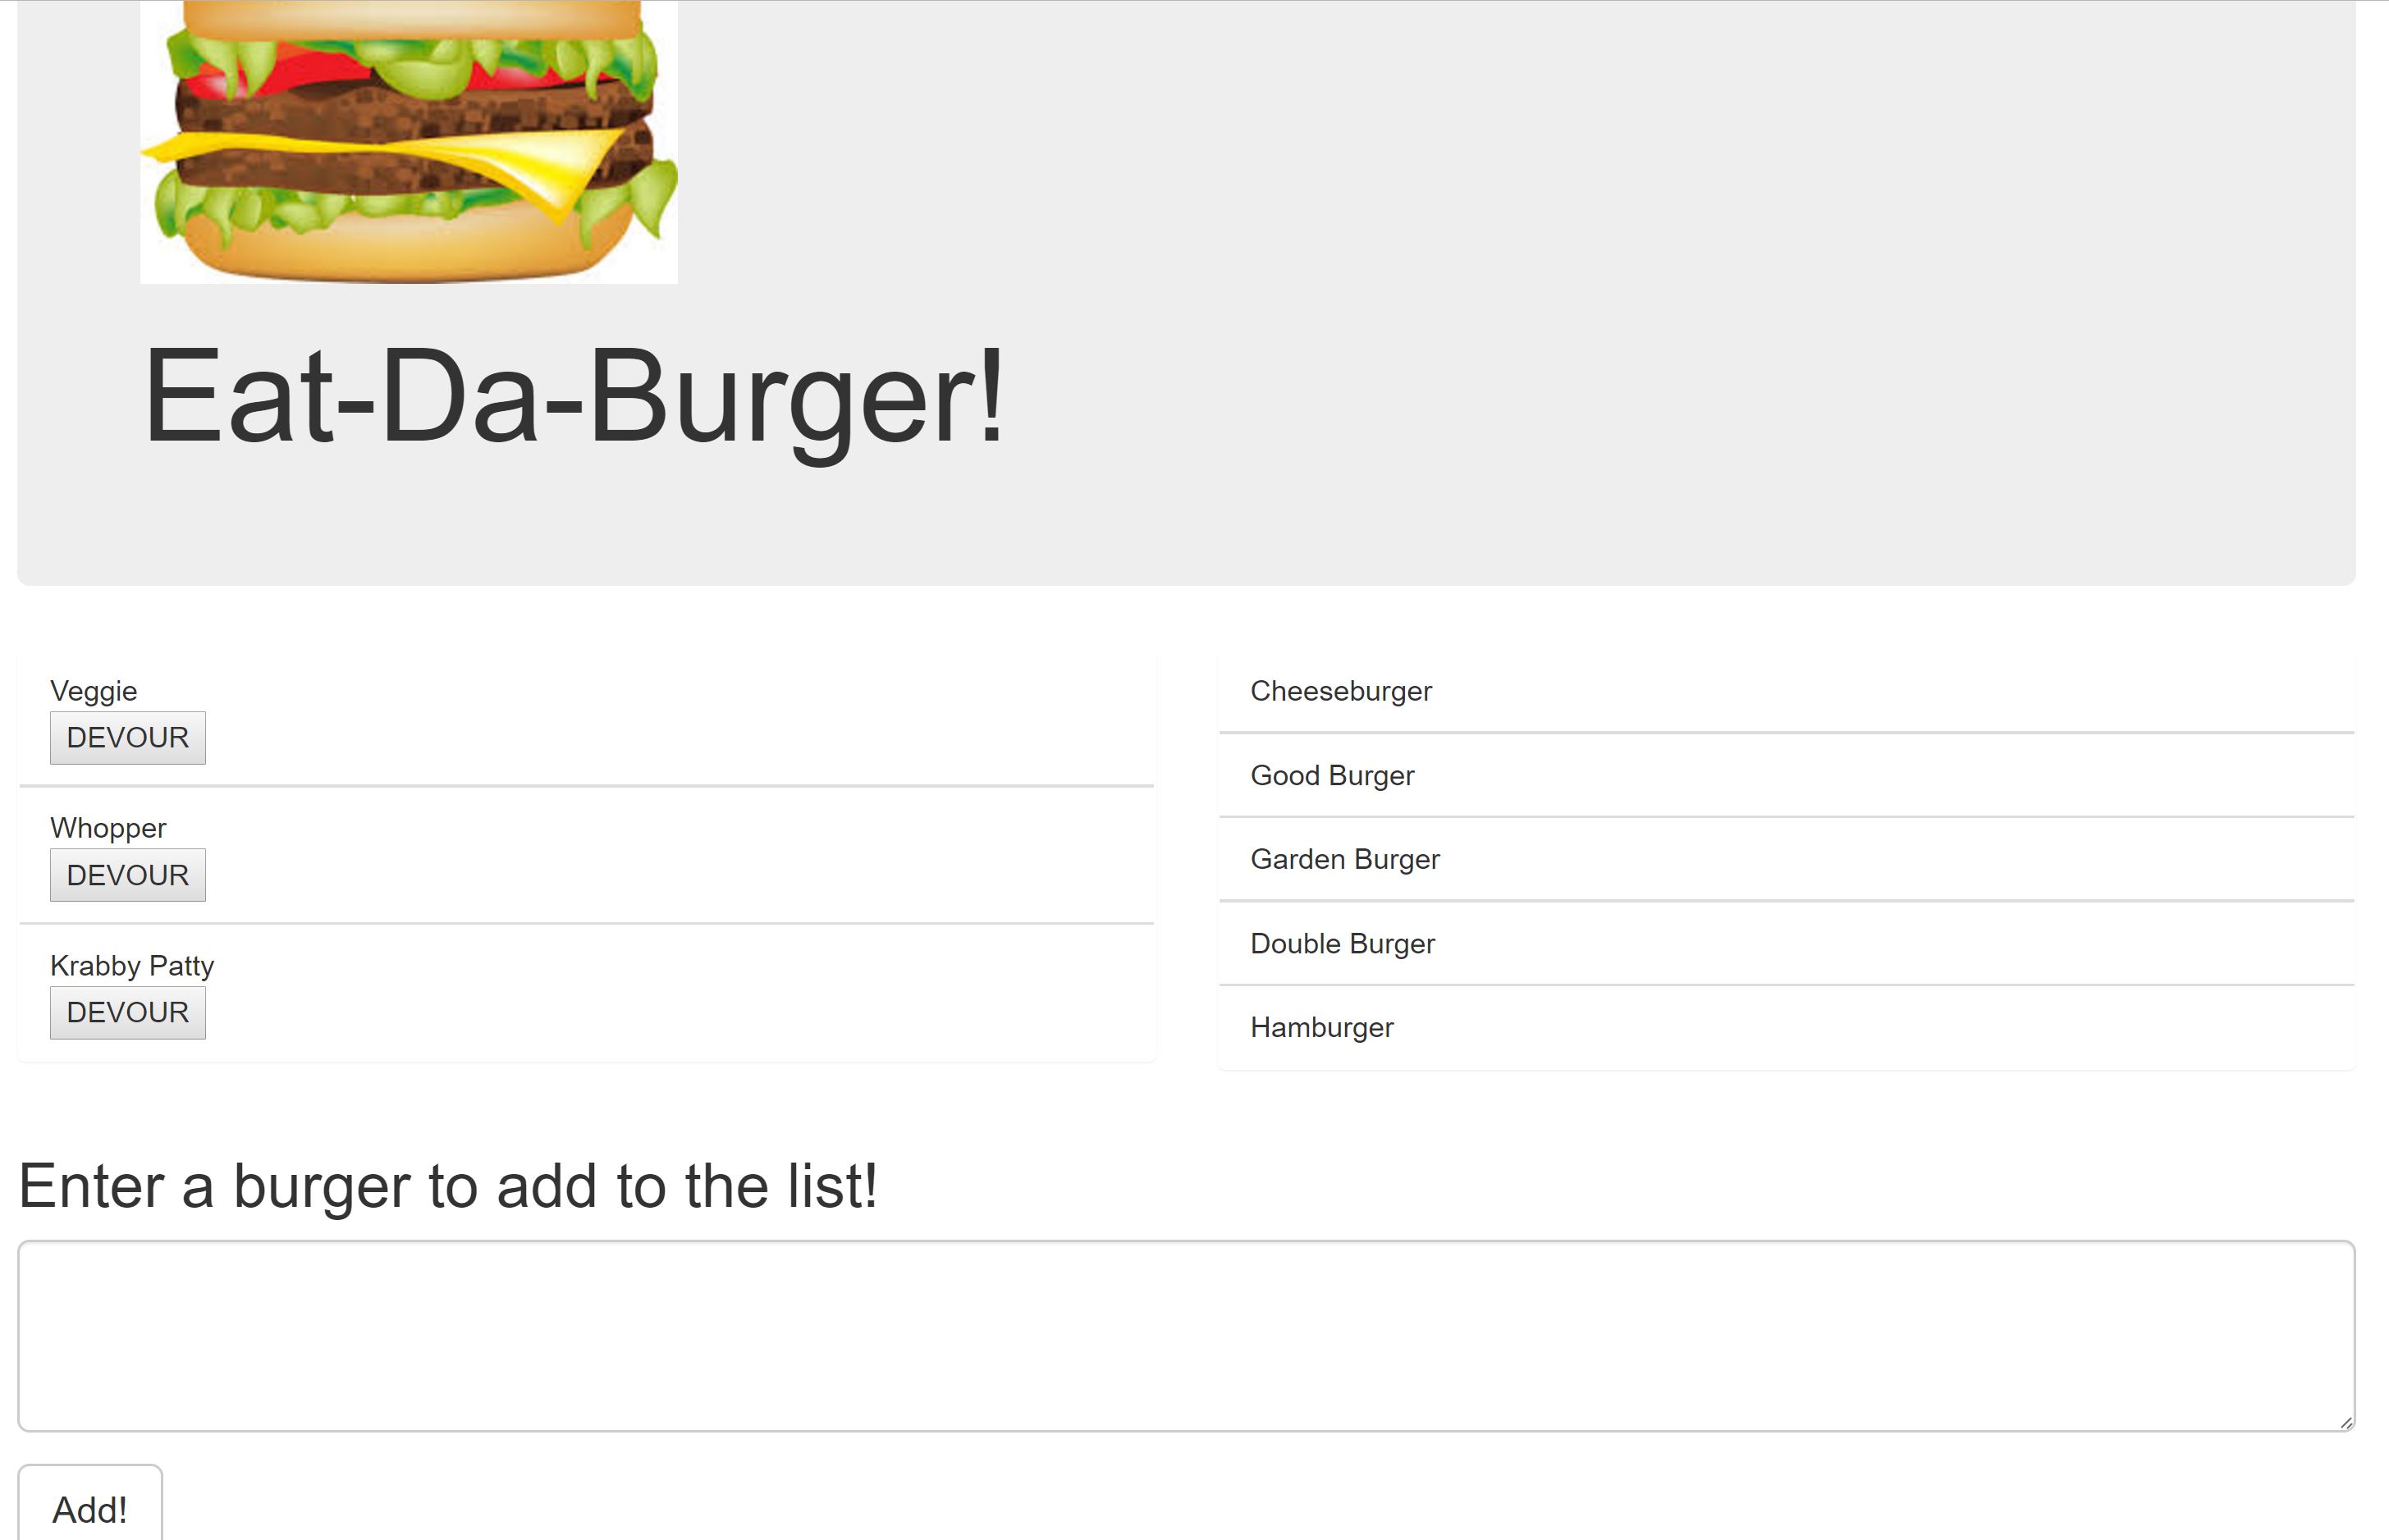 Eat-Da-Burger!
Veggie
DEVOUR
Whopper
DEVOUR
Krabby Patty
DEVOUR
Cheeseburger
Good Burger
Garden Burger
Double Burger
Hamburger
Enter a burger to add to the list!
Add!